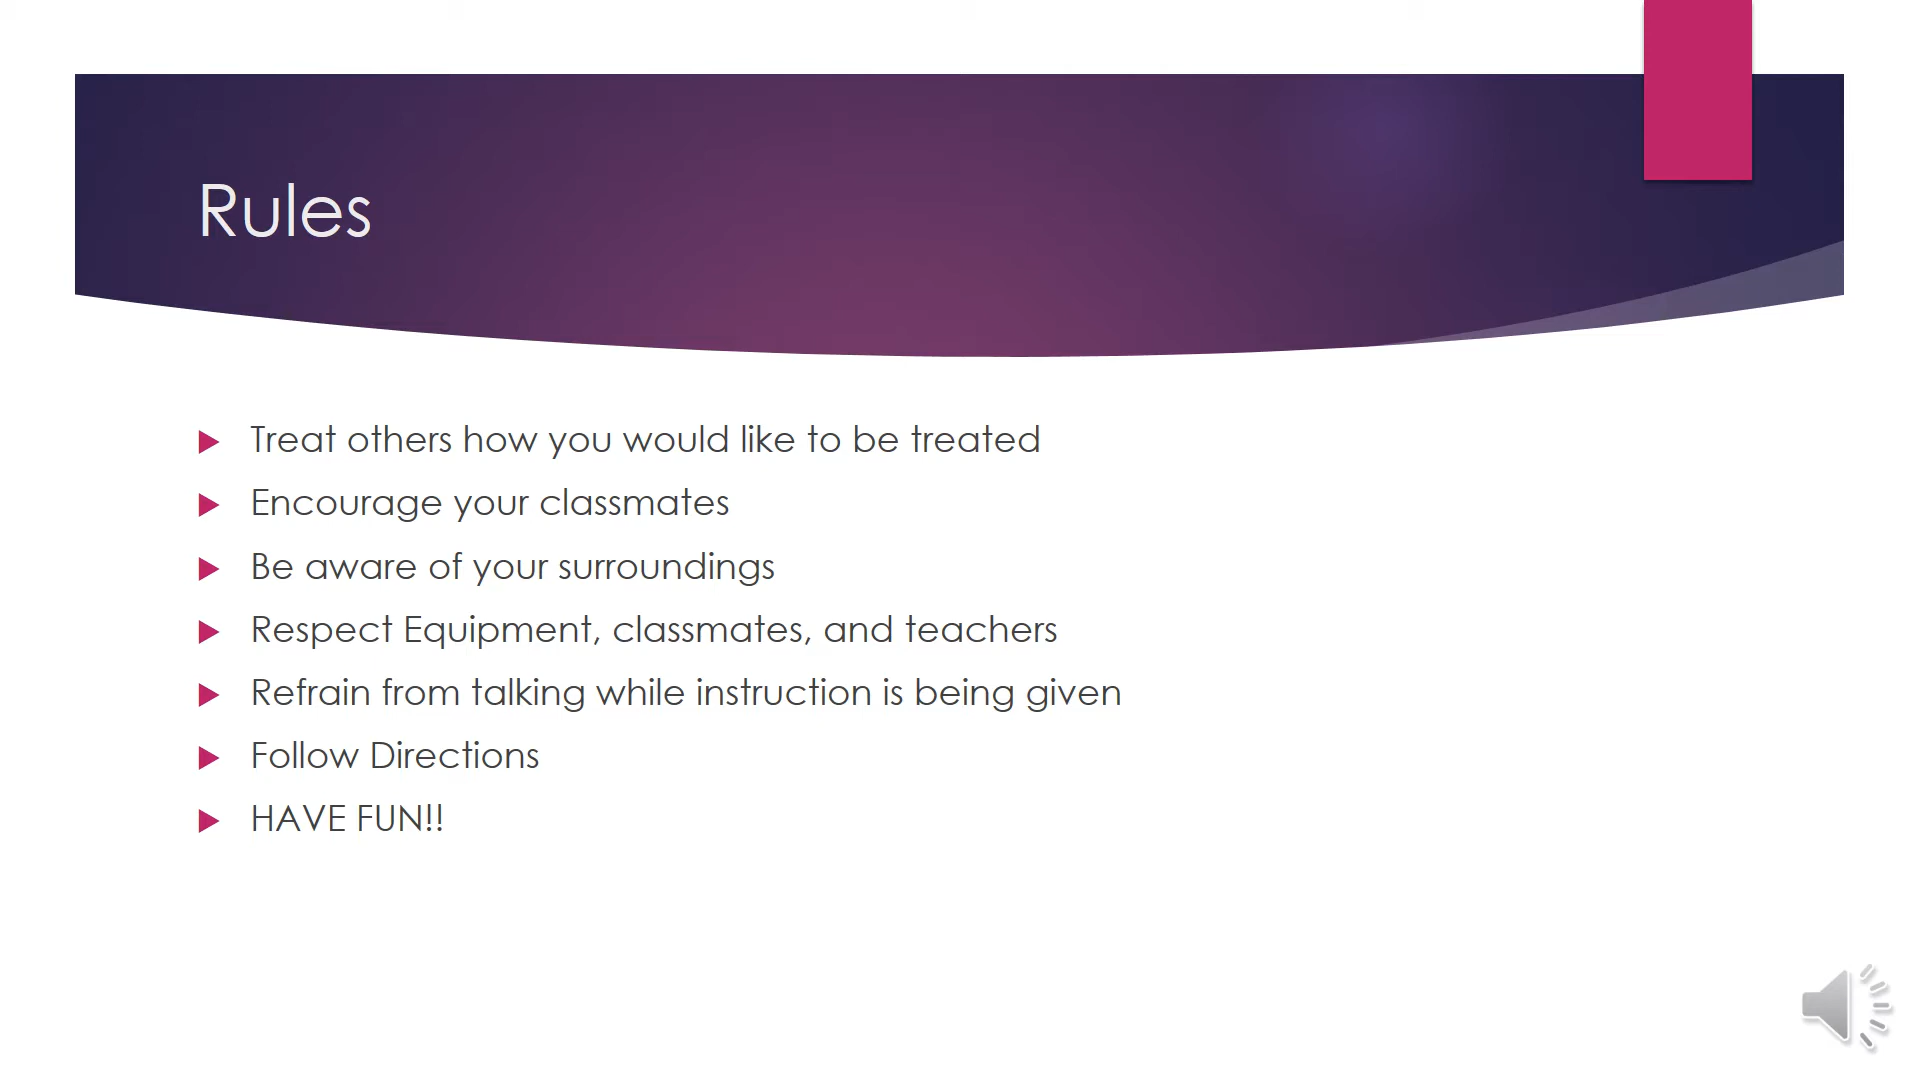 Rules
Treat others how you would like to be treated
Encourage your classmates
Be aware of your surroundings
Respect Equipment, classmates, and teachers
Refrain from talking while instruction is being given
Follow Directions
HAVE FUN!!